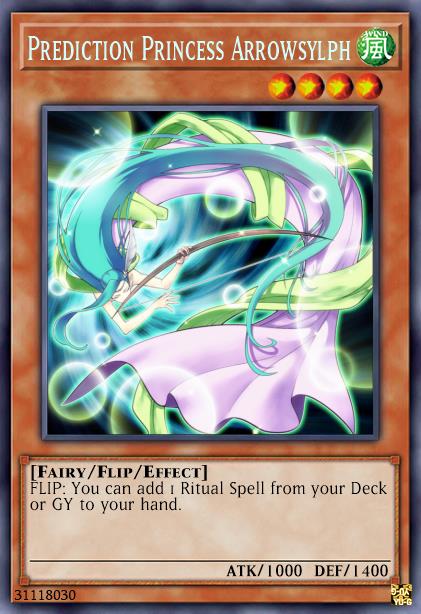 PREDICTION PRINCESS ARROWSYLPH
WIND
風
[FAIRY/FLIP/EFFECT]
FLIP: You can add 1 Ritual Spell from your Deck
or GY to your hand.
ATK/1000 DEF/1400
31118030